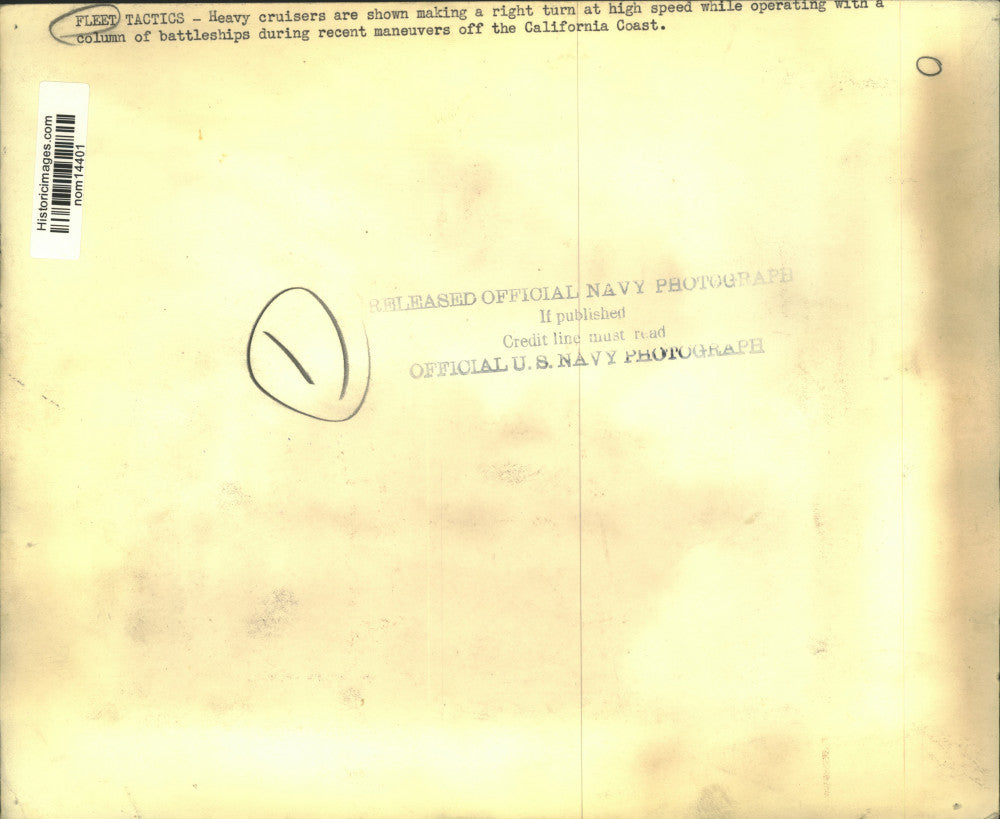 FLEET TACTICS - Heavy cruisers are shown making a right turn at high speed while operating with a
column of battleships during recent maneuvers off the California Coast.
Historicimages.com
nom14401
RELEASED OFFICIAL NAVY PHOTOGRAPH
If published
Credit line must read
OFFICIAL U. S. NAVY PHOTOGRAPH